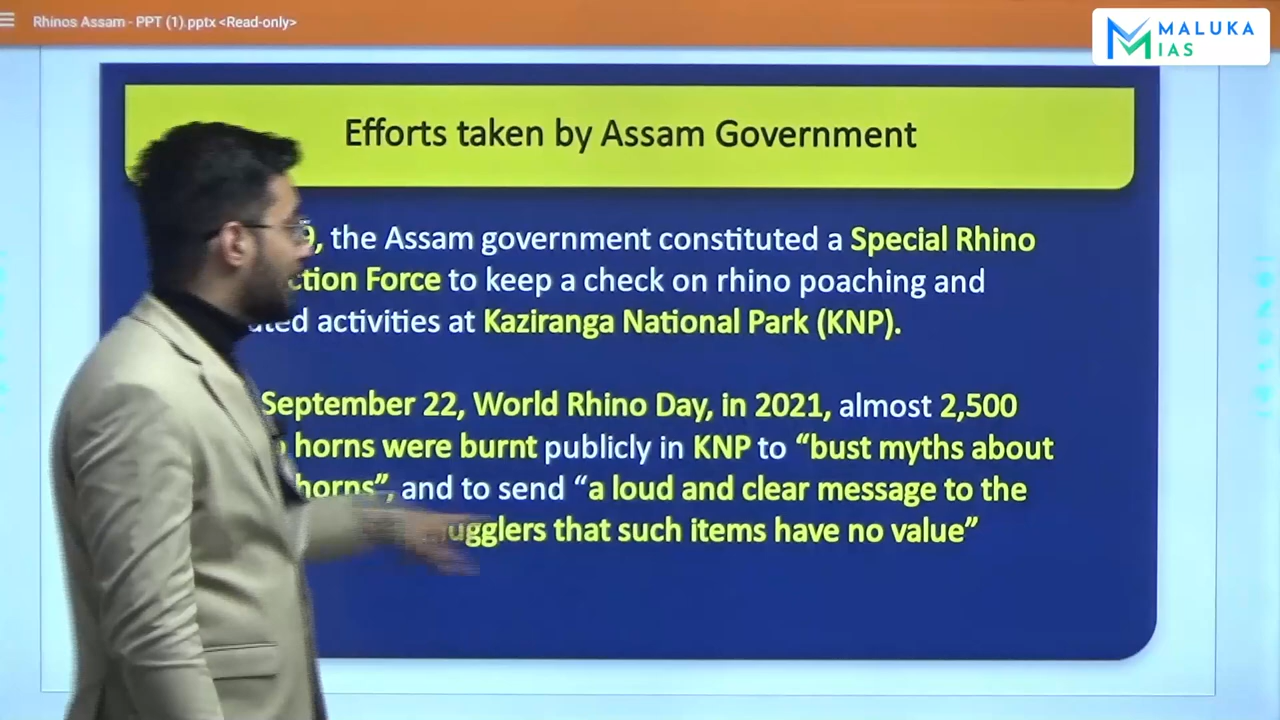 Rhinos Assam - PPT (1).pptx <Read-only>
MALUKA
IAS
Efforts taken by Assam Government
9, the Assam government constituted a Special Rhino
ction Force to keep a check on rhino poaching and
ated activities at Kaziranga National Park (KNP).
September 22, World Rhino Day, in 2021, almost 2,500
horns were burnt publicly in KNP to “bust myths about
horns”, and to send “a loud and clear message to the
ugglers that such items have no value”